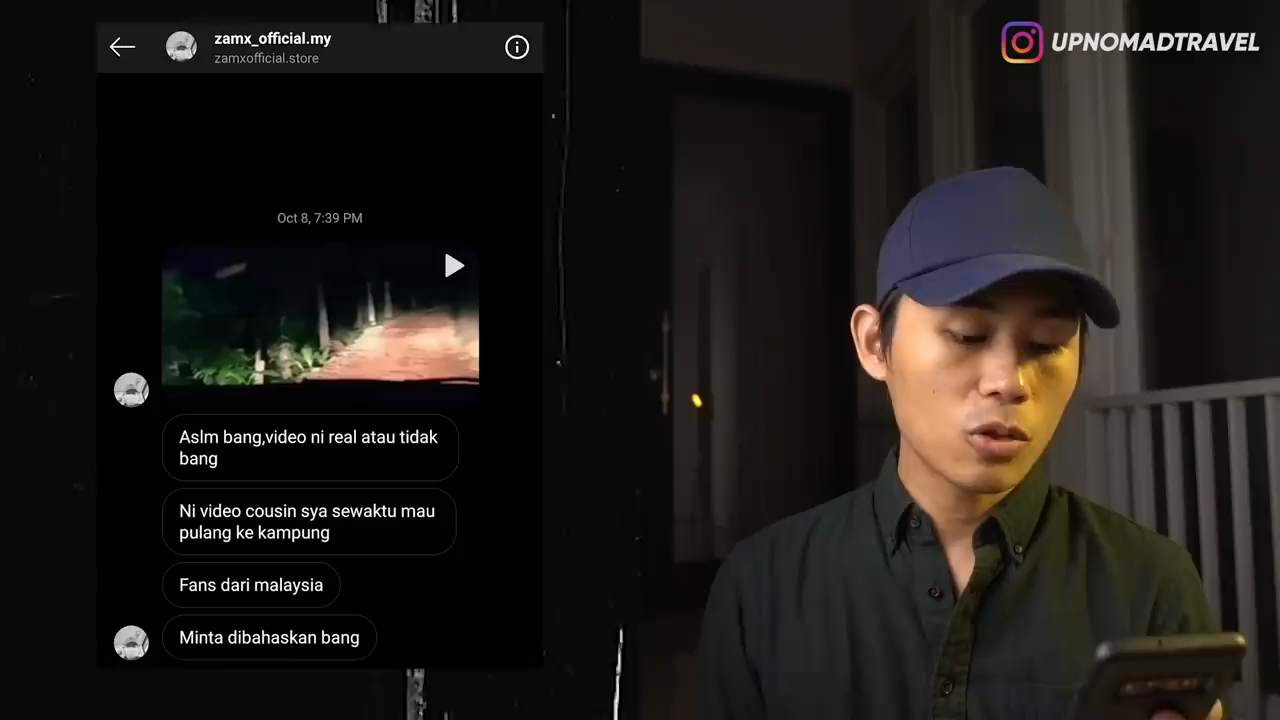 zamx_official.my
zamxofficial.store
UPNOMADTRAVEL
Oct 8, 7:39 PM
Aslm bang,video ni real atau tidak
bang
Ni video cousin sya sewaktu mau
pulang ke kampung
Fans dari malaysia
Minta dibahaskan bang